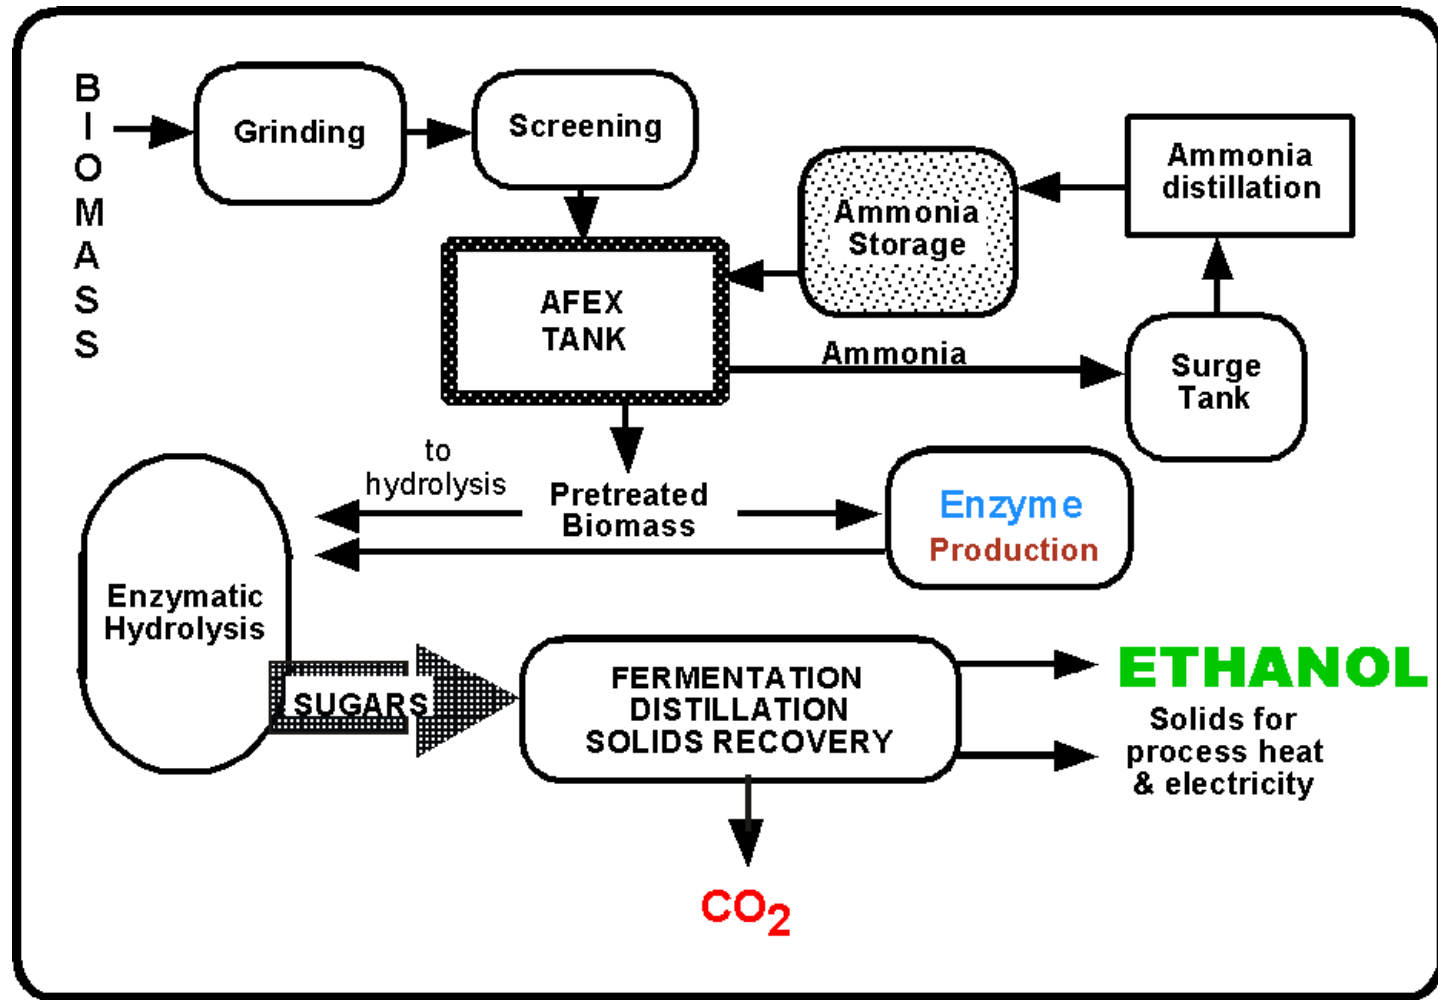 BIOMASS
Grinding
Screening
Ammonia
distillation
Ammonia
Storage
AFEX
TANK
Ammonia
Surge
Tank
to
hydrolysis
Pretreated
Biomass
Enzyme
Production
Enzymatic
Hydrolysis
SUGARS
FERMENTATION
DISTILLATION
SOLIDS RECOVERY
ETHANOL
Solids for
process heat
& electricity
CO2